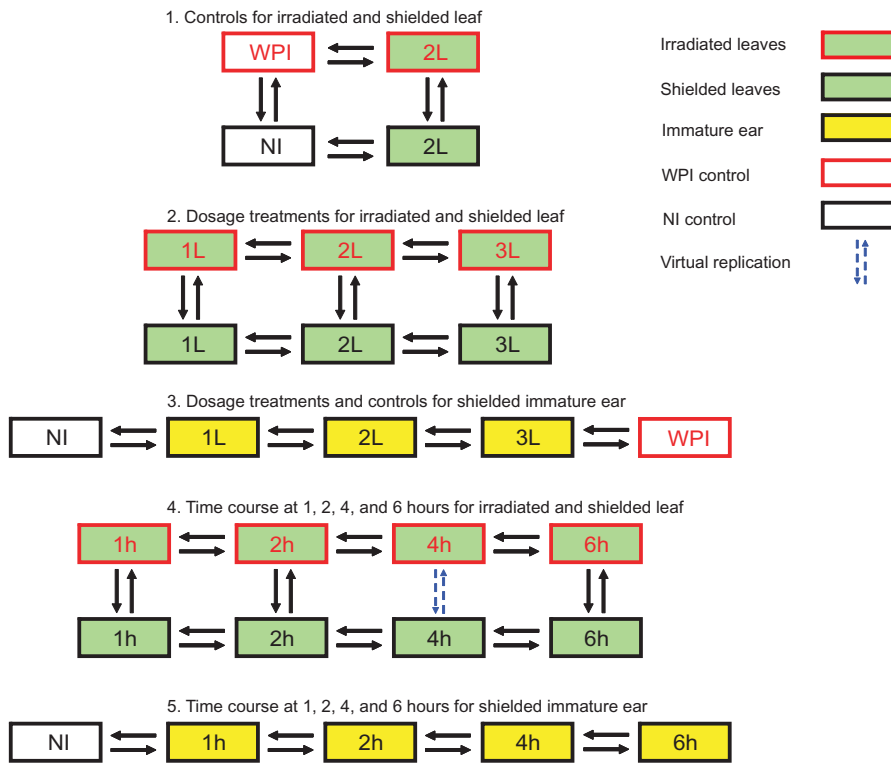 1. Controls for irradiated and shielded leaf
WPI 2L
NI 2L
Irradiated leaves
Shielded leaves
Immature ear
WPI control
NI control
Virtual replication
2. Dosage treatments for irradiated and shielded leaf
1L 2L 3L
1L 2L 3L
3. Dosage treatments and controls for shielded immature ear
NI 1L 2L 3L WPI
4. Time course at 1, 2, 4, and 6 hours for irradiated and shielded leaf
1h 2h 4h 6h
1h 2h 4h 6h
5. Time course at 1, 2, 4, and 6 hours for shielded immature ear
NI 1h 2h 4h 6h